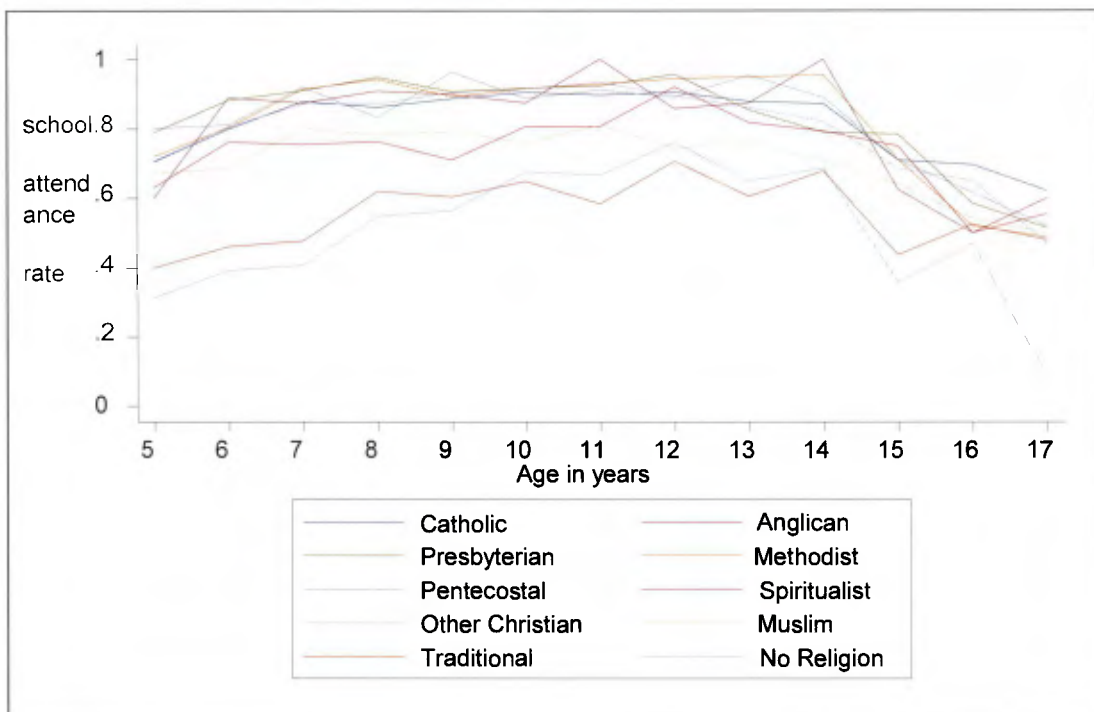 1
school.8
attend
ance .6
rate .4
.2
0
5 6 7 8 9 10 11 12 13 14 15 16 17
Age in years
Catholic Anglican
Presbyterian Methodist
Pentecostal Spiritualist
Other Christian Muslim
Traditional No Religion